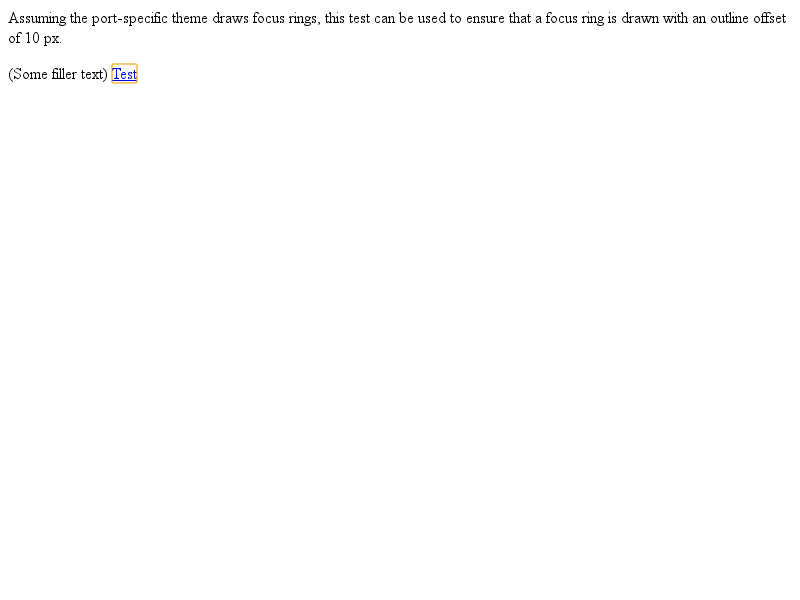 Assuming the port-specific theme draws focus rings, this test can be used to ensure that a focus ring is drawn with an outline offset
of 10 px.
(Some filler text) Test